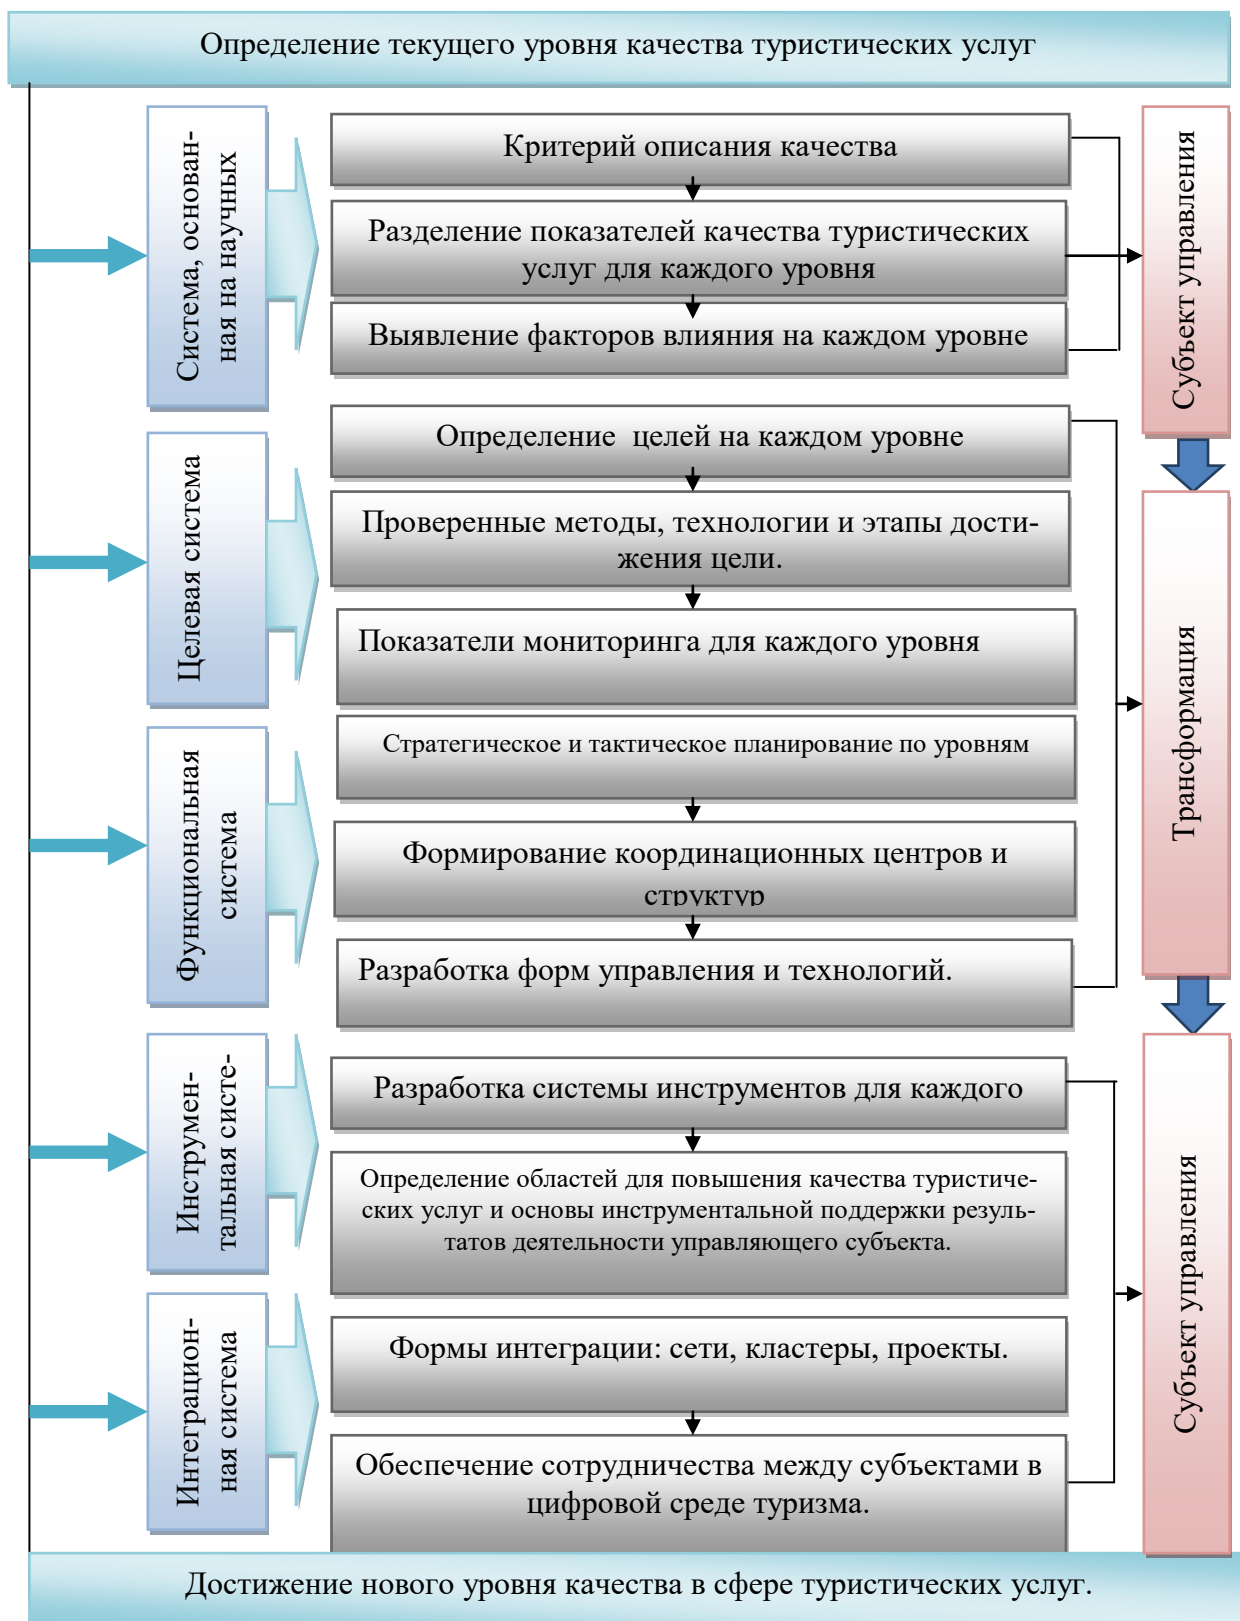 Определение текущего уровня качества туристических услуг
Система, основан-
ная на научных
Критерий описания качества
Разделение показателей качества туристических
услуг для каждого уровня
Выявление факторов влияния на каждом уровне
Субъект управления
Целевая система
Определение целей на каждом уровне
Проверенные методы, технологии и этапы дости-
жения цели.
Показатели мониторинга для каждого уровня
Трансформация
Функциональная
система
Стратегическое и тактическое планирование по уровням
Формирование координационных центров и
структур
Разработка форм управления и технологий.
Инструмен-
тальная систе-
Разработка системы инструментов для каждого
Определение областей для повышения качества туристиче-
ских услуг и основы инструментальной поддержки резуль-
татов деятельности управляющего субъекта.
Субъект управления
Интеграцион-
ная система
Формы интеграции: сети, кластеры, проекты.
Обеспечение сотрудничества между субъектами в
цифровой среде туризма.
Достижение нового уровня качества в сфере туристических услуг.